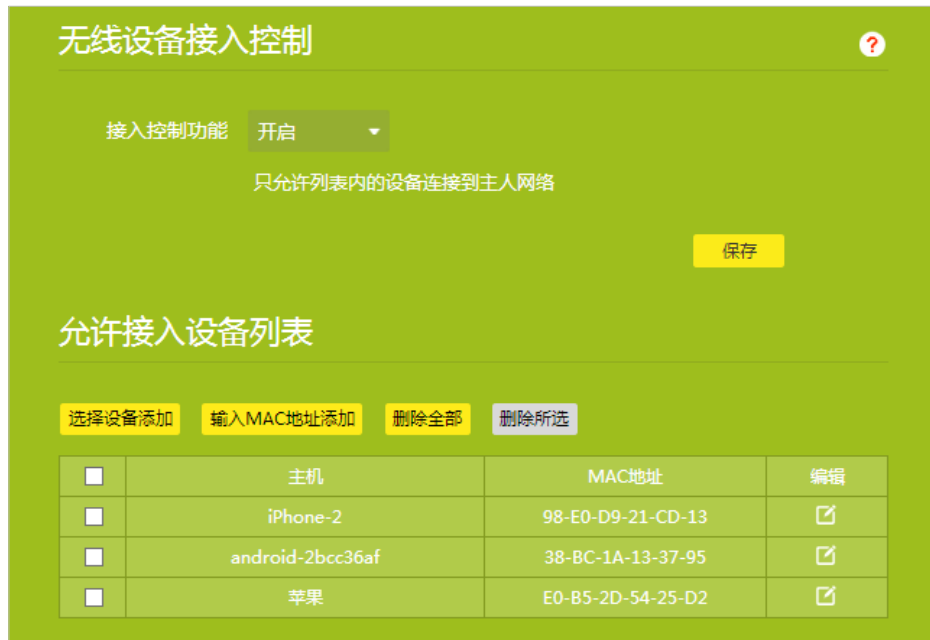 无线设备接入控制
?
接入控制功能 开启
只允许列表内的设备连接到主人网络
保存
允许接入设备列表
选择设备添加 输入MAC地址添加 删除全部 删除所选
主机 MAC地址 编辑
iPhone-2 98-E0-D9-21-CD-13
android-2bcc36af 38-BC-1A-13-37-95
苹果 E0-B5-2D-54-25-D2